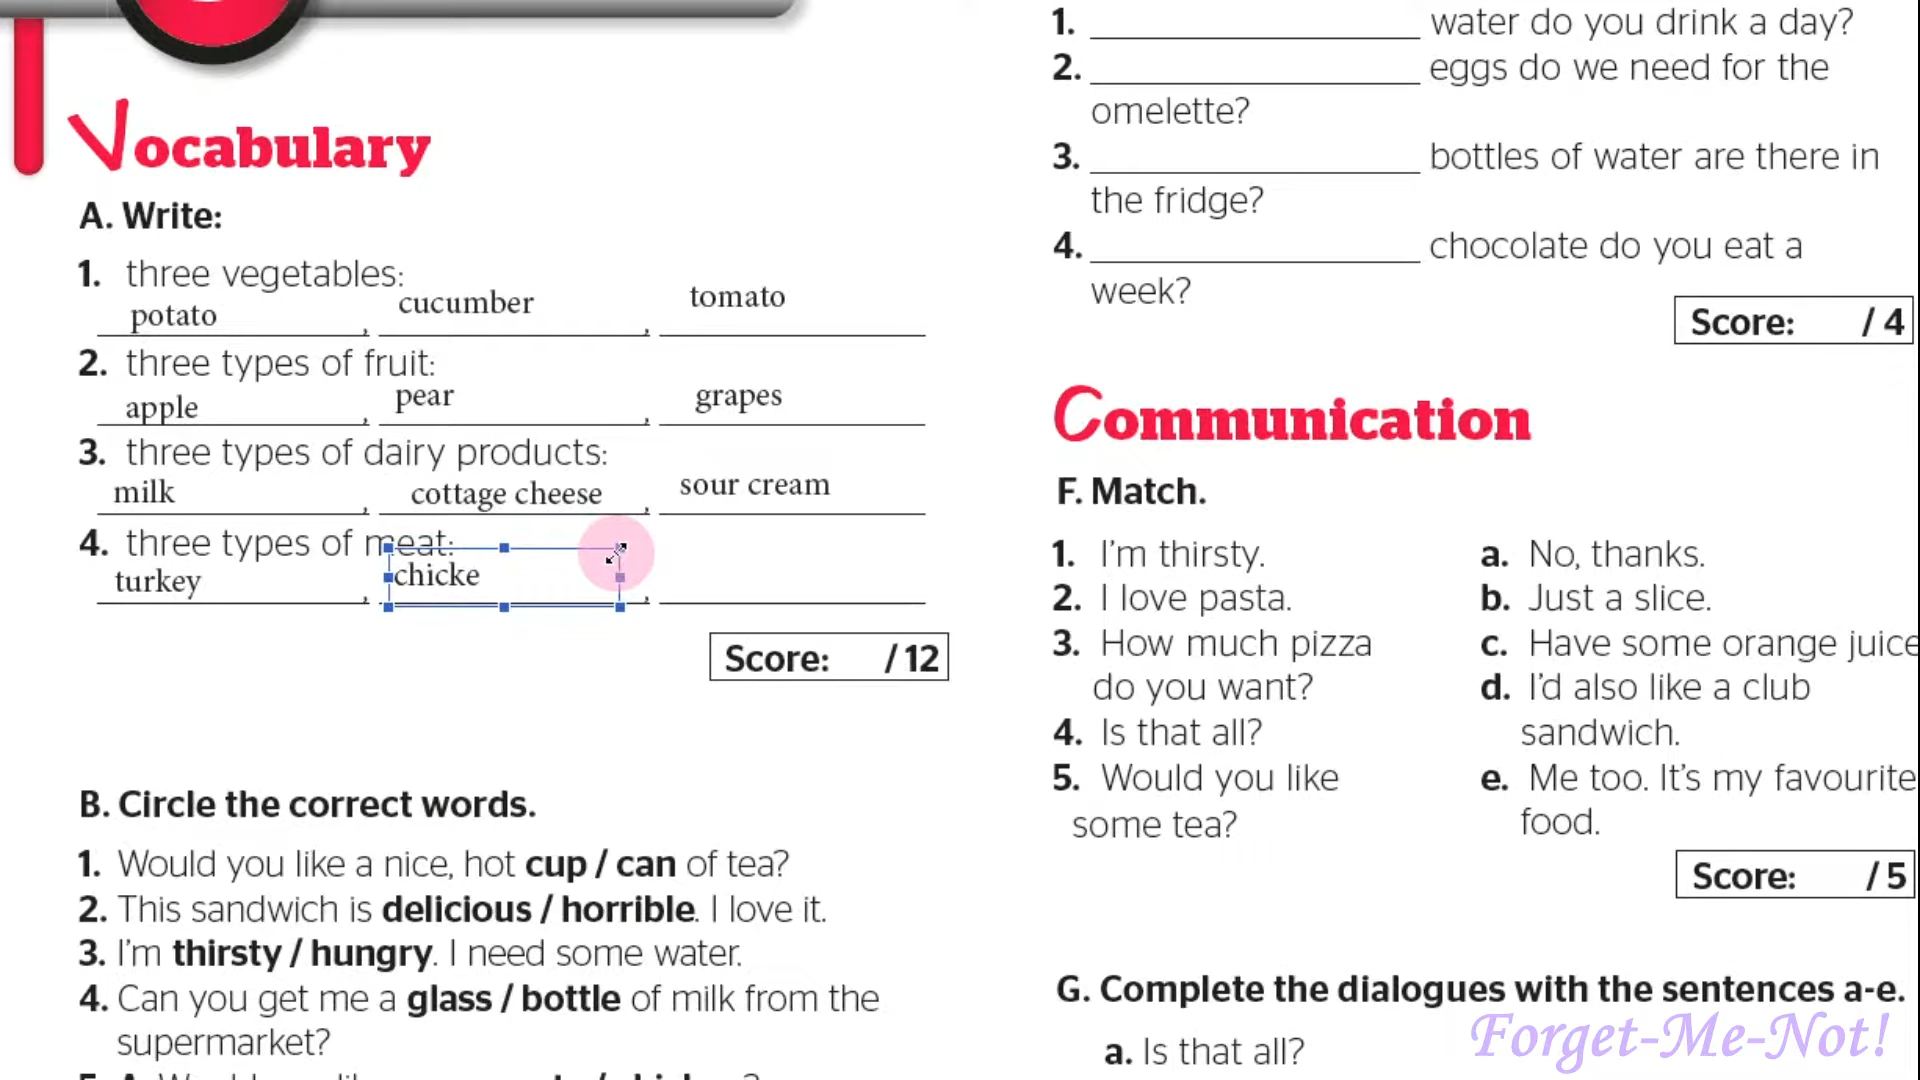 Vocabulary
A. Write:
1. three vegetables:
potato , cucumber , tomato
2. three types of fruit:
apple , pear , grapes
3. three types of dairy products:
milk , cottage cheese , sour cream
4. three types of meat:
turkey , chicke ,
Score: / 12
B. Circle the correct words.
1. Would you like a nice, hot cup / can of tea?
2. This sandwich is delicious / horrible. I love it.
3. I'm thirsty / hungry. I need some water.
4. Can you get me a glass / bottle of milk from the
supermarket?
1. ____ water do you drink a day?
2. ____ eggs do we need for the
omelette?
3. ____ bottles of water are there in
the fridge?
4. ____ chocolate do you eat a
week?
Score: / 4
Communication
F. Match.
1. I'm thirsty.
2. I love pasta.
3. How much pizza
do you want?
4. Is that all?
5. Would you like
some tea?
a. No, thanks.
b. Just a slice.
c. Have some orange juice
d. I'd also like a club
sandwich.
e. Me too. It's my favourite
food.
Score: / 5
G. Complete the dialogues with the sentences a-e.
a. Is that all?
Forget-Me-Not!